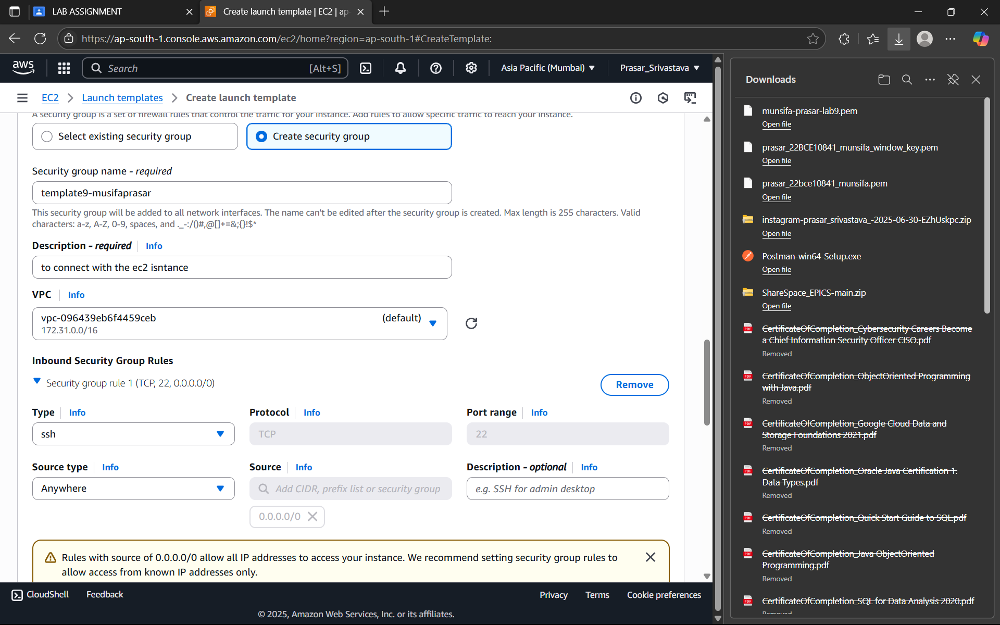 LAB ASSIGNMENT
Create launch template | EC2 | ap-
https://ap-south-1.console.aws.amazon.com/ec2/home?region=ap-south-1#CreateTemplate:
aws
Search
[Alt+S]
Asia Pacific (Mumbai)
Prasar_Srivastava
EC2
Launch templates
Create launch template
A security group is a set of firewall rules that control the traffic for your instance. Add rules to allow specific traffic to reach your instance.
Select existing security group
Create security group
Security group name - required
template9-musifaprasar
This security group will be added to all network interfaces. The name can't be edited after the security group is created. Max length is 255 characters. Valid
characters: a-z, A-Z, 0-9, spaces, and ._-:/()#,@[]+=&;{}!$*
Description - required
Info
to connect with the ec2 isntance
VPC
Info
vpc-096439eb6f4459ceb
(default)
172.31.0.0/16
Inbound Security Group Rules
Security group rule 1 (TCP, 22, 0.0.0.0/0)
Remove
Type
Info
Protocol
Info
Port range
Info
ssh
TCP
22
Source type
Info
Source
Info
Description - optional
Info
Anywhere
Add CIDR, prefix list or security group
e.g. SSH for admin desktop
0.0.0.0/0
Rules with source of 0.0.0.0/0 allow all IP addresses to access your instance. We recommend setting security group rules to
allow access from known IP addresses only.
CloudShell
Feedback
Privacy
Terms
Cookie preferences
© 2025, Amazon Web Services, Inc. or its affiliates.
Downloads
munsifa-prasar-lab9.pem
Open file
prasar_22BCE10841_munsifa_window_key.pem
Open file
prasar_22bce10841_munsifa.pem
Open file
instagram-prasar_srivastava_-2025-06-30-EZhUskpc.zip
Open file
Postman-win64-Setup.exe
Open file
ShareSpace_EPICS-main.zip
Open file
CertificateOfCompletion_Cybersecurity Careers Become
a Chief Information Security Officer CISO.pdf
Removed
CertificateOfCompletion_ObjectOriented Programming
with Java.pdf
Removed
CertificateOfCompletion_Google Cloud Data and
Storage Foundations 2021.pdf
Removed
CertificateOfCompletion_Oracle Java Certification 1.
Data Types.pdf
Removed
CertificateOfCompletion_Quick Start Guide to SQL.pdf
Removed
CertificateOfCompletion_Java ObjectOriented
Programming.pdf
Removed
CertificateOfCompletion_SQL for Data Analysis 2020.pdf
Removed